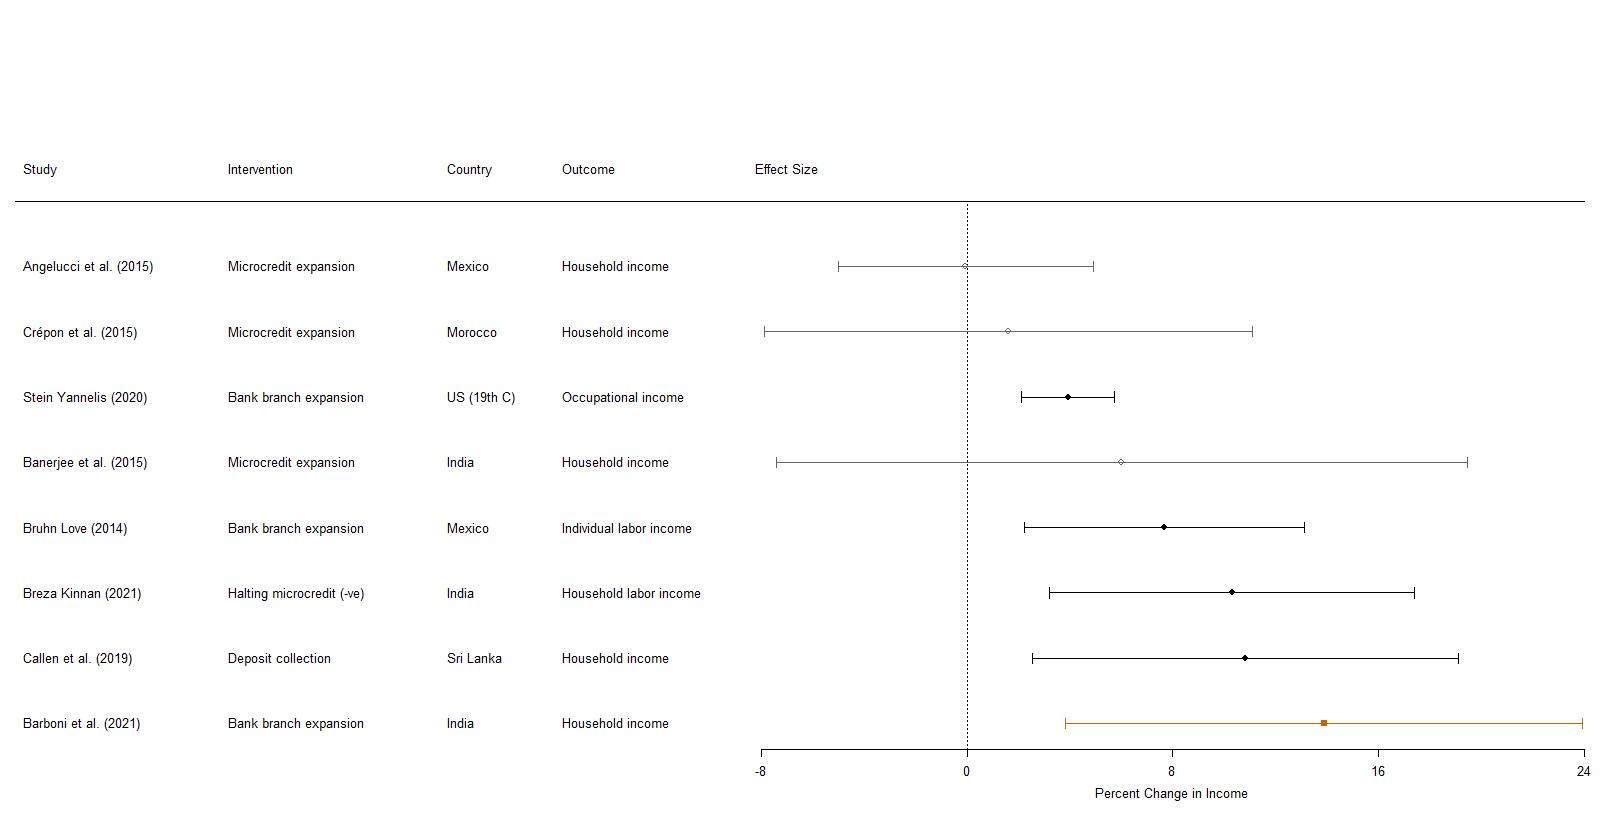 Study Intervention Country Outcome Effect Size
Angelucci et al. (2015) Microcredit expansion Mexico Household income
Crépon et al. (2015) Microcredit expansion Morocco Household income
Stein Yannelis (2020) Bank branch expansion US (19th C) Occupational income
Banerjee et al. (2015) Microcredit expansion India Household income
Bruhn Love (2014) Bank branch expansion Mexico Individual labor income
Breza Kinnan (2021) Halting microcredit (-ve) India Household labor income
Callen et al. (2019) Deposit collection Sri Lanka Household income
Barboni et al. (2021) Bank branch expansion India Household income
-8 0 8 16 24
Percent Change in Income